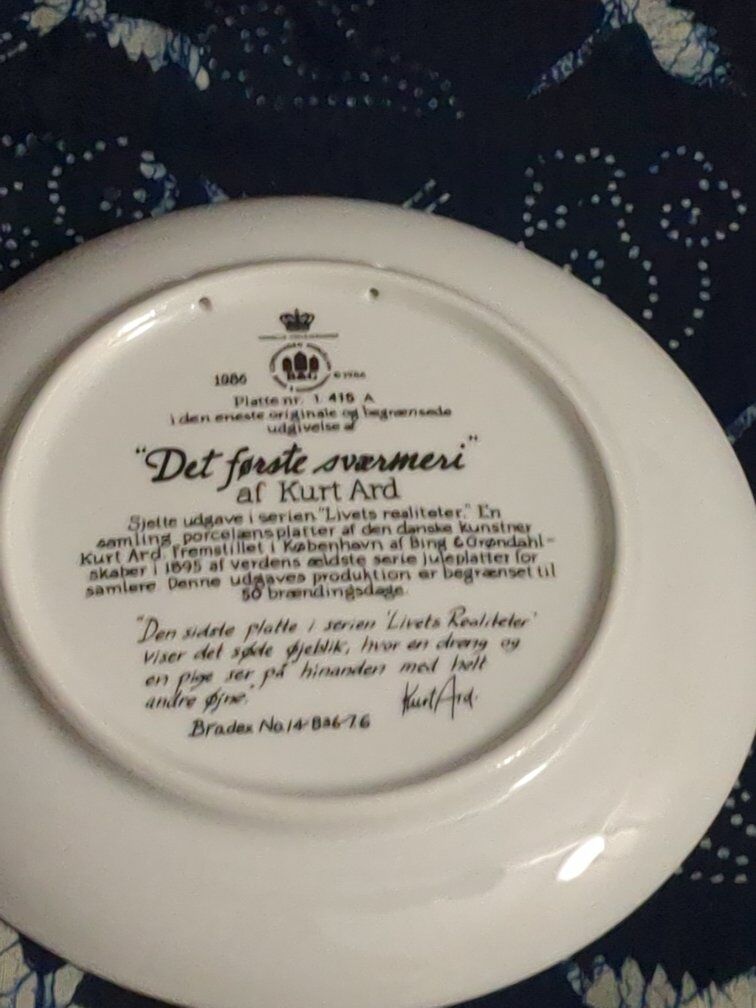 B&G
1986 © 1986
Platte nr. 1 416 A
i den eneste originale og begrænsede
udgivelse af
"Det første sværmeri"
af Kurt Ard
Sjette udgave i serien "Livets realiteter." En
samling porcelænsplatter af den danske kunstner
Kurt Ard. Fremstillet i København af Bing & Grøndahl-
skaber i 1895 af verdens ældste serie juleplatter for
samlere. Denne udgaves produktion er begrænset til
50 brændingsdage.
"Den sidste platte i serien 'Livets Realiteter'
viser det søde øjeblik, hvor en dreng og
en pige ser på hinanden med helt
andre øjne".
Kurt Ard.
Bradex No. 14-B36-7.6